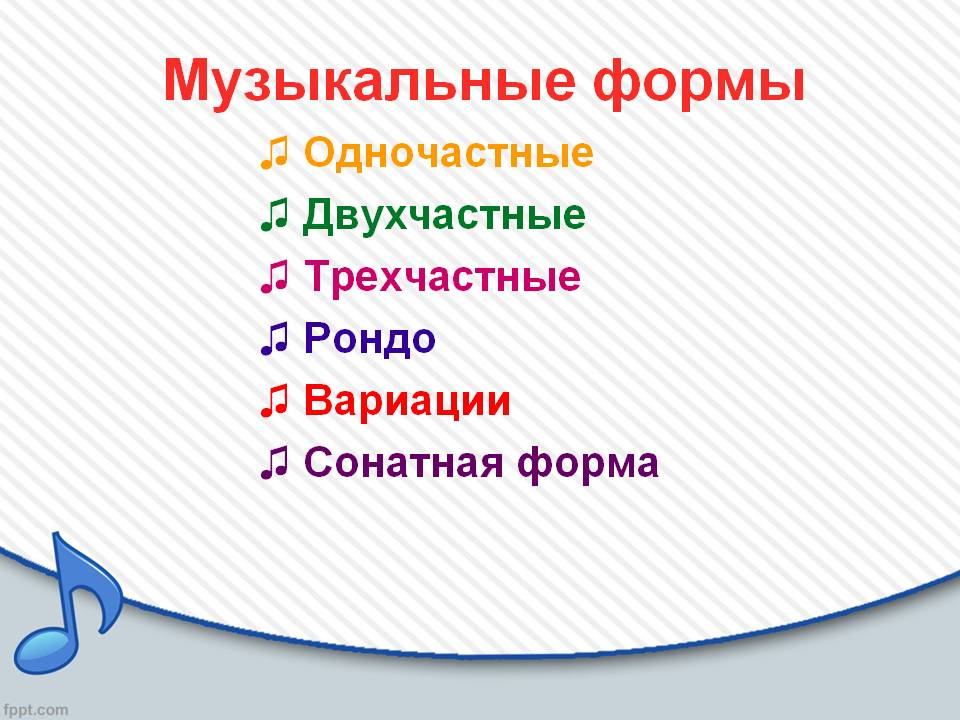 Музыкальные формы
♫ Одночастные
♫ Двухчастные
♫ Трехчастные
♫ Рондо
♫ Вариации
♫ Сонатная форма
fppt.com